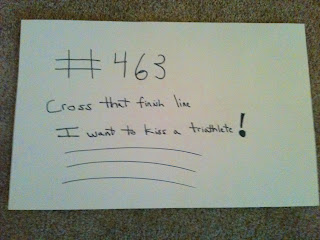 # 463
Cross that finish line
I want to kiss a triathlete!